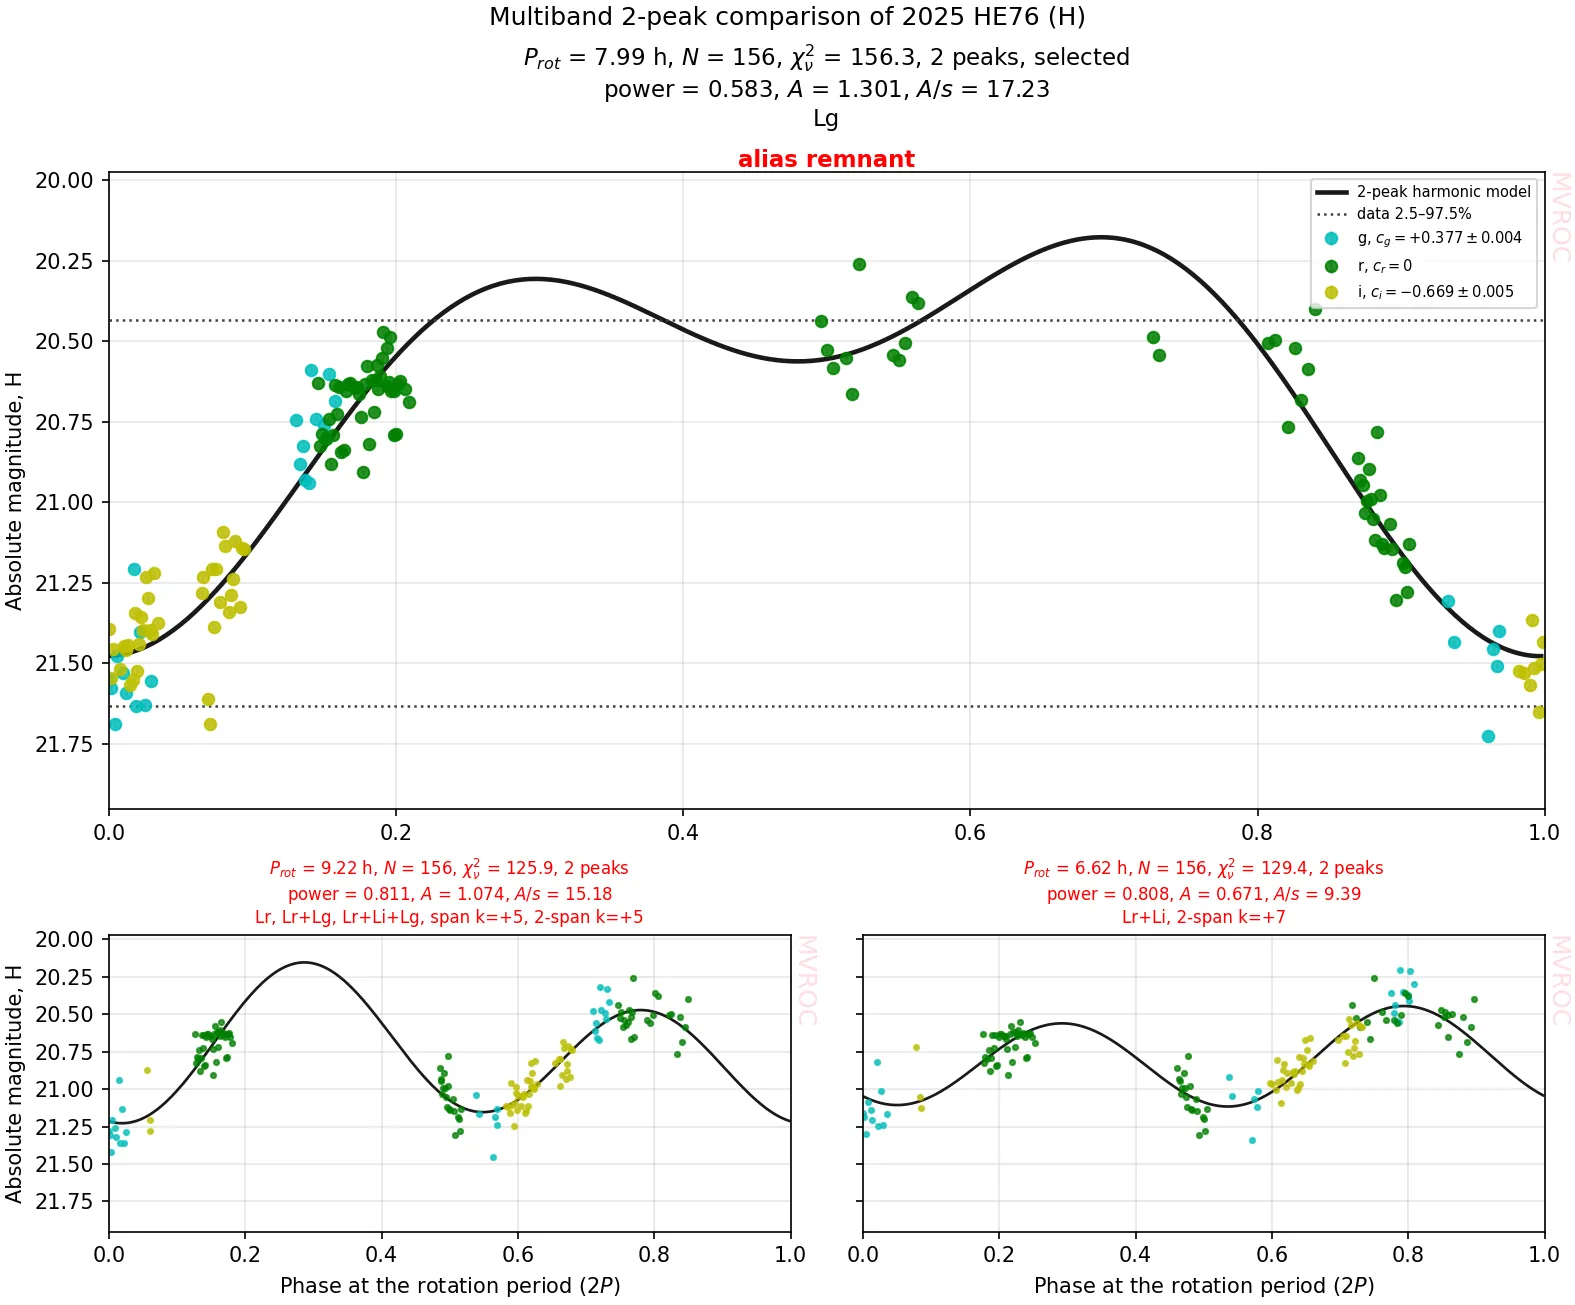 Multiband 2-peak comparison of 2025 HE76 (H)
P_rot = 7.99 h, N = 156, χ²_ν = 156.3, 2 peaks, selected
power = 0.583, A = 1.301, A/s = 17.23
Lg
alias remnant
2-peak harmonic model
data 2.5–97.5%
g, c_g = +0.377 ± 0.004
r, c_r = 0
i, c_i = −0.669 ± 0.005
MVROC
Absolute magnitude, H
20.00
20.25
20.50
20.75
21.00
21.25
21.50
21.75
0.0 0.2 0.4 0.6 0.8 1.0
P_rot = 9.22 h, N = 156, χ²_ν = 125.9, 2 peaks
power = 0.811, A = 1.074, A/s = 15.18
Lr, Lr+Lg, Lr+Li+Lg, span k=+5, 2-span k=+5
MVROC
Absolute magnitude, H
20.00
20.25
20.50
20.75
21.00
21.25
21.50
21.75
0.0 0.2 0.4 0.6 0.8 1.0
Phase at the rotation period (2P)
P_rot = 6.62 h, N = 156, χ²_ν = 129.4, 2 peaks
power = 0.808, A = 0.671, A/s = 9.39
Lr+Li, 2-span k=+7
MVROC
0.0 0.2 0.4 0.6 0.8 1.0
Phase at the rotation period (2P)